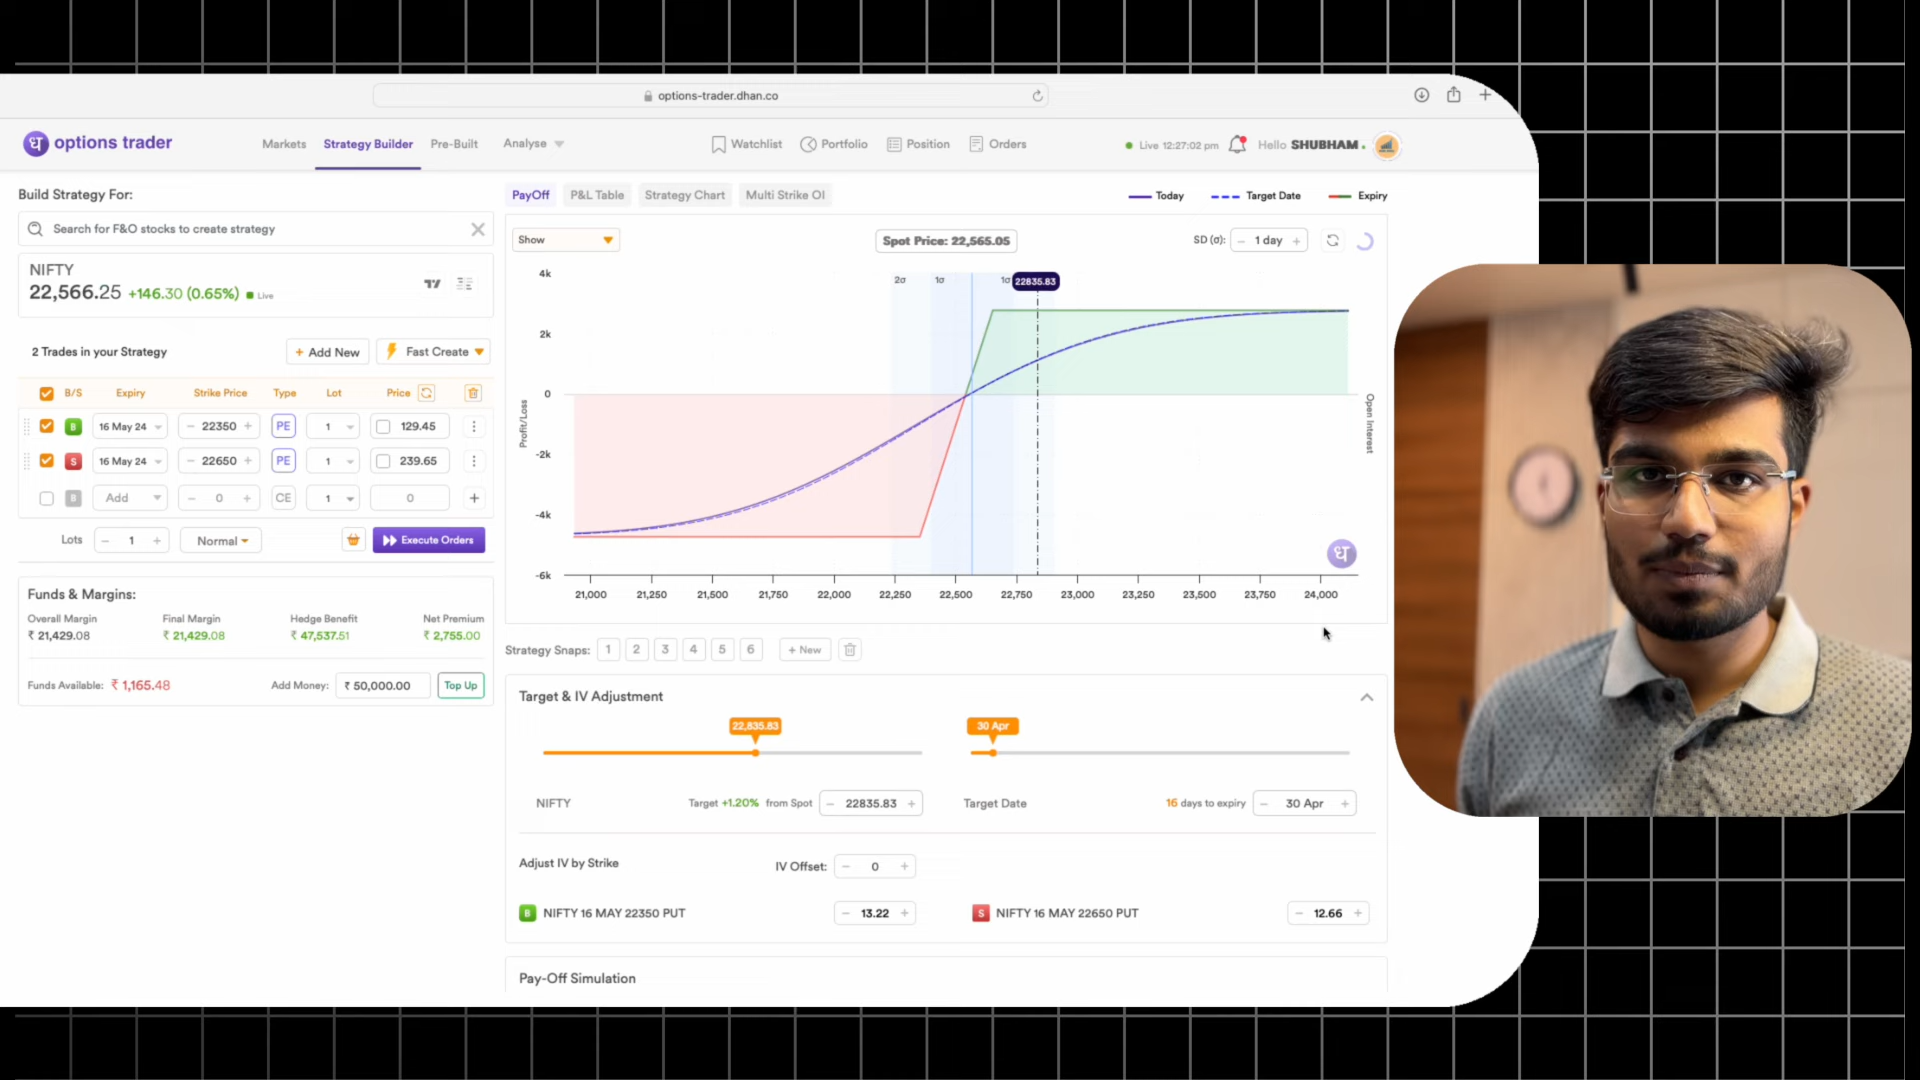 options-trader.dhan.co
ध options trader
Markets
Strategy Builder
Pre-Built
Analyse
Watchlist
Portfolio
Position
Orders
Live 12:27:02 pm
Hello SHUBHAM .
Build Strategy For:
Search for F&O stocks to create strategy
NIFTY
22,566.25 +146.30 (0.65%) Live
2 Trades in your Strategy
+ Add New
Fast Create
B/S Expiry Strike Price Type Lot Price
B 16 May 24 − 22350 + PE 1 129.45
S 16 May 24 − 22650 + PE 1 239.65
B Add − 0 + CE 1 0 +
Lots − 1 + Normal Execute Orders
Funds & Margins:
Overall Margin Final Margin Hedge Benefit Net Premium
₹ 21,429.08 ₹ 21,429.08 ₹ 47,537.51 ₹ 2,755.00
Funds Available: ₹ 1,165.48 Add Money: ₹ 50,000.00 Top Up
PayOff P&L Table Strategy Chart Multi Strike OI
Today Target Date Expiry
Show
Spot Price: 22,565.05
SD (σ): − 1 day +
2σ 1σ 1σ 22835.83
4k
2k
0
-2k
-4k
-6k
Profit/Loss
Open Interest
ध
21,000 21,250 21,500 21,750 22,000 22,250 22,500 22,750 23,000 23,250 23,500 23,750 24,000
Strategy Snaps: 1 2 3 4 5 6 + New
Target & IV Adjustment
22,835.83 30 Apr
NIFTY Target +1.20% from Spot − 22835.83 +
Target Date 16 days to expiry − 30 Apr +
Adjust IV by Strike IV Offset: − 0 +
B NIFTY 16 MAY 22350 PUT − 13.22 +
S NIFTY 16 MAY 22650 PUT − 12.66 +
Pay-Off Simulation